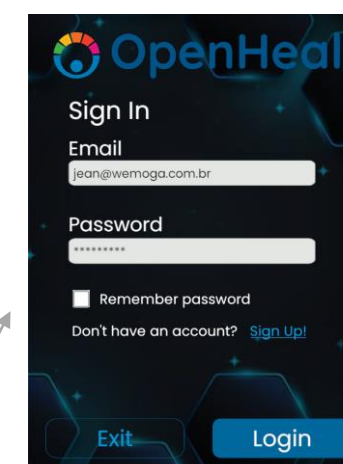 OpenHeal
Sign In
Email
jean@wemoga.com.br
Password
*********
Remember password
Don't have an account? Sign Up!
Exit Login